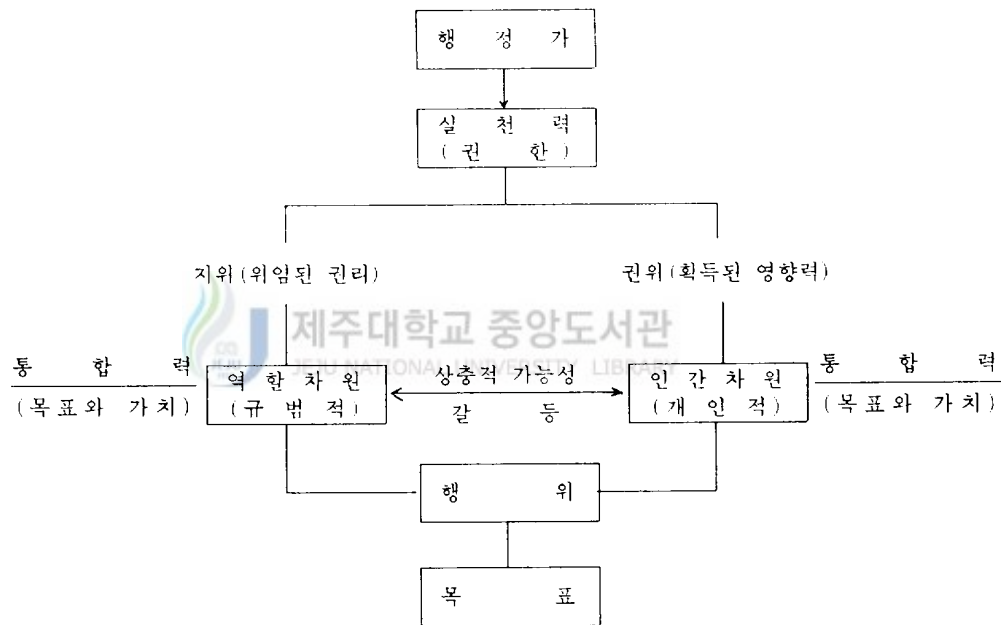 행 정 가
실 천 력
( 권 한 )
지위(위임된 권리)
권위(획득된 영향력)
제주대학교 중앙도서관
JEJU NATIONAL UNIVERSITY LIBRARY
통 합 력
(목표와 가치)
역 한 차 원
(규 범 적)
상충적 가능성
갈 등
인 간 차 원
(개 인 적)
통 합 력
(목표와 가치)
행 위
목 표